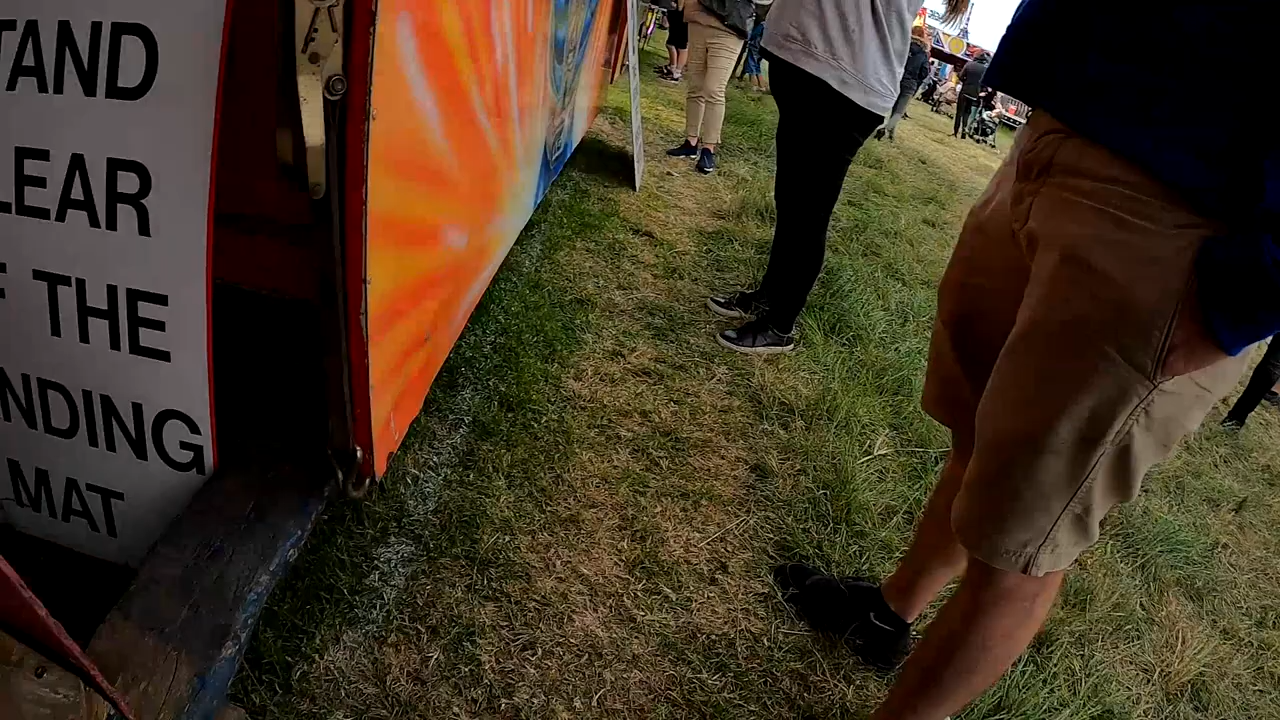 TAND
LEAR
F THE
NDING
MAT